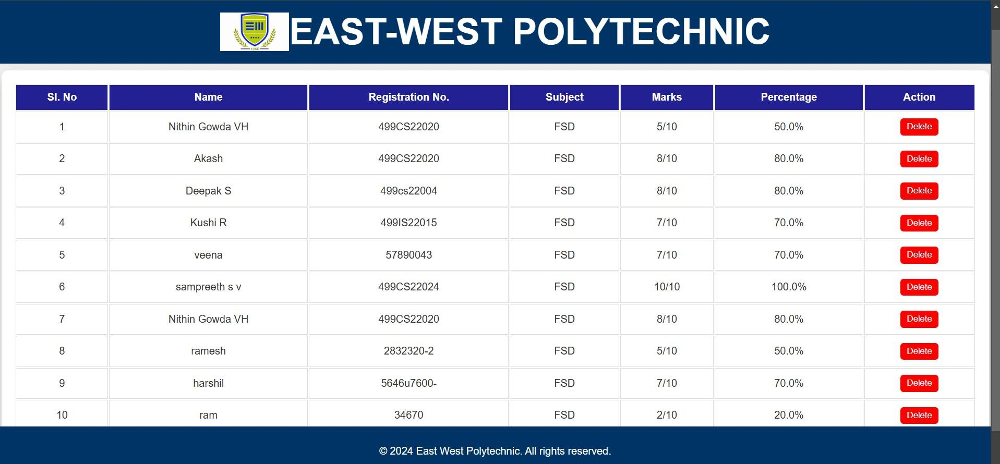 EAST-WEST POLYTECHNIC
1968
Sl. No Name Registration No. Subject Marks Percentage Action
1 Nithin Gowda VH 499CS22020 FSD 5/10 50.0% Delete
2 Akash 499CS22020 FSD 8/10 80.0% Delete
3 Deepak S 499cs22004 FSD 8/10 80.0% Delete
4 Kushi R 499IS22015 FSD 7/10 70.0% Delete
5 veena 57890043 FSD 7/10 70.0% Delete
6 sampreeth s v 499CS22024 FSD 10/10 100.0% Delete
7 Nithin Gowda VH 499CS22020 FSD 8/10 80.0% Delete
8 ramesh 2832320-2 FSD 5/10 50.0% Delete
9 harshil 5646u7600- FSD 7/10 70.0% Delete
10 ram 34670 FSD 2/10 20.0% Delete
© 2024 East West Polytechnic. All rights reserved.